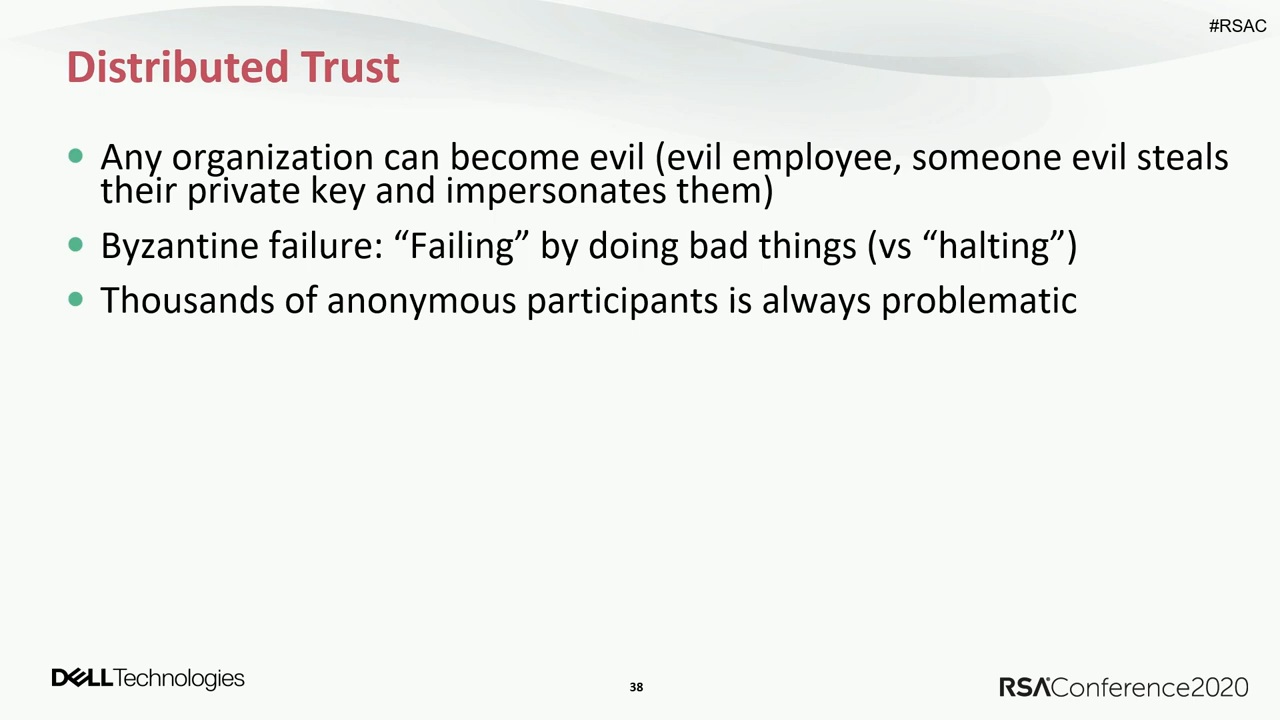 #RSAC
Distributed Trust
• Any organization can become evil (evil employee, someone evil steals
their private key and impersonates them)
• Byzantine failure: “Failing” by doing bad things (vs “halting”)
• Thousands of anonymous participants is always problematic
DELLTechnologies
38
RSAConference2020